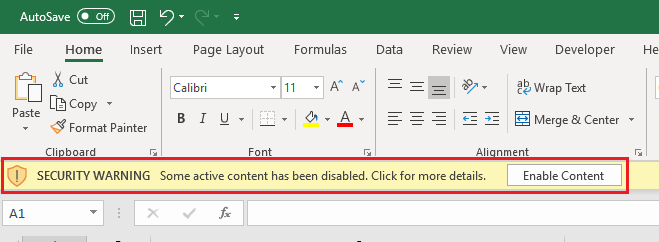 AutoSave Off
File Home Insert Page Layout Formulas Data Review View Developer He
Paste
Cut
Copy
Format Painter
Clipboard
Calibri 11 A A
B I U A
Font
ab Wrap Text
Merge & Center
Alignment
SECURITY WARNING Some active content has been disabled. Click for more details. Enable Content
A1 fx